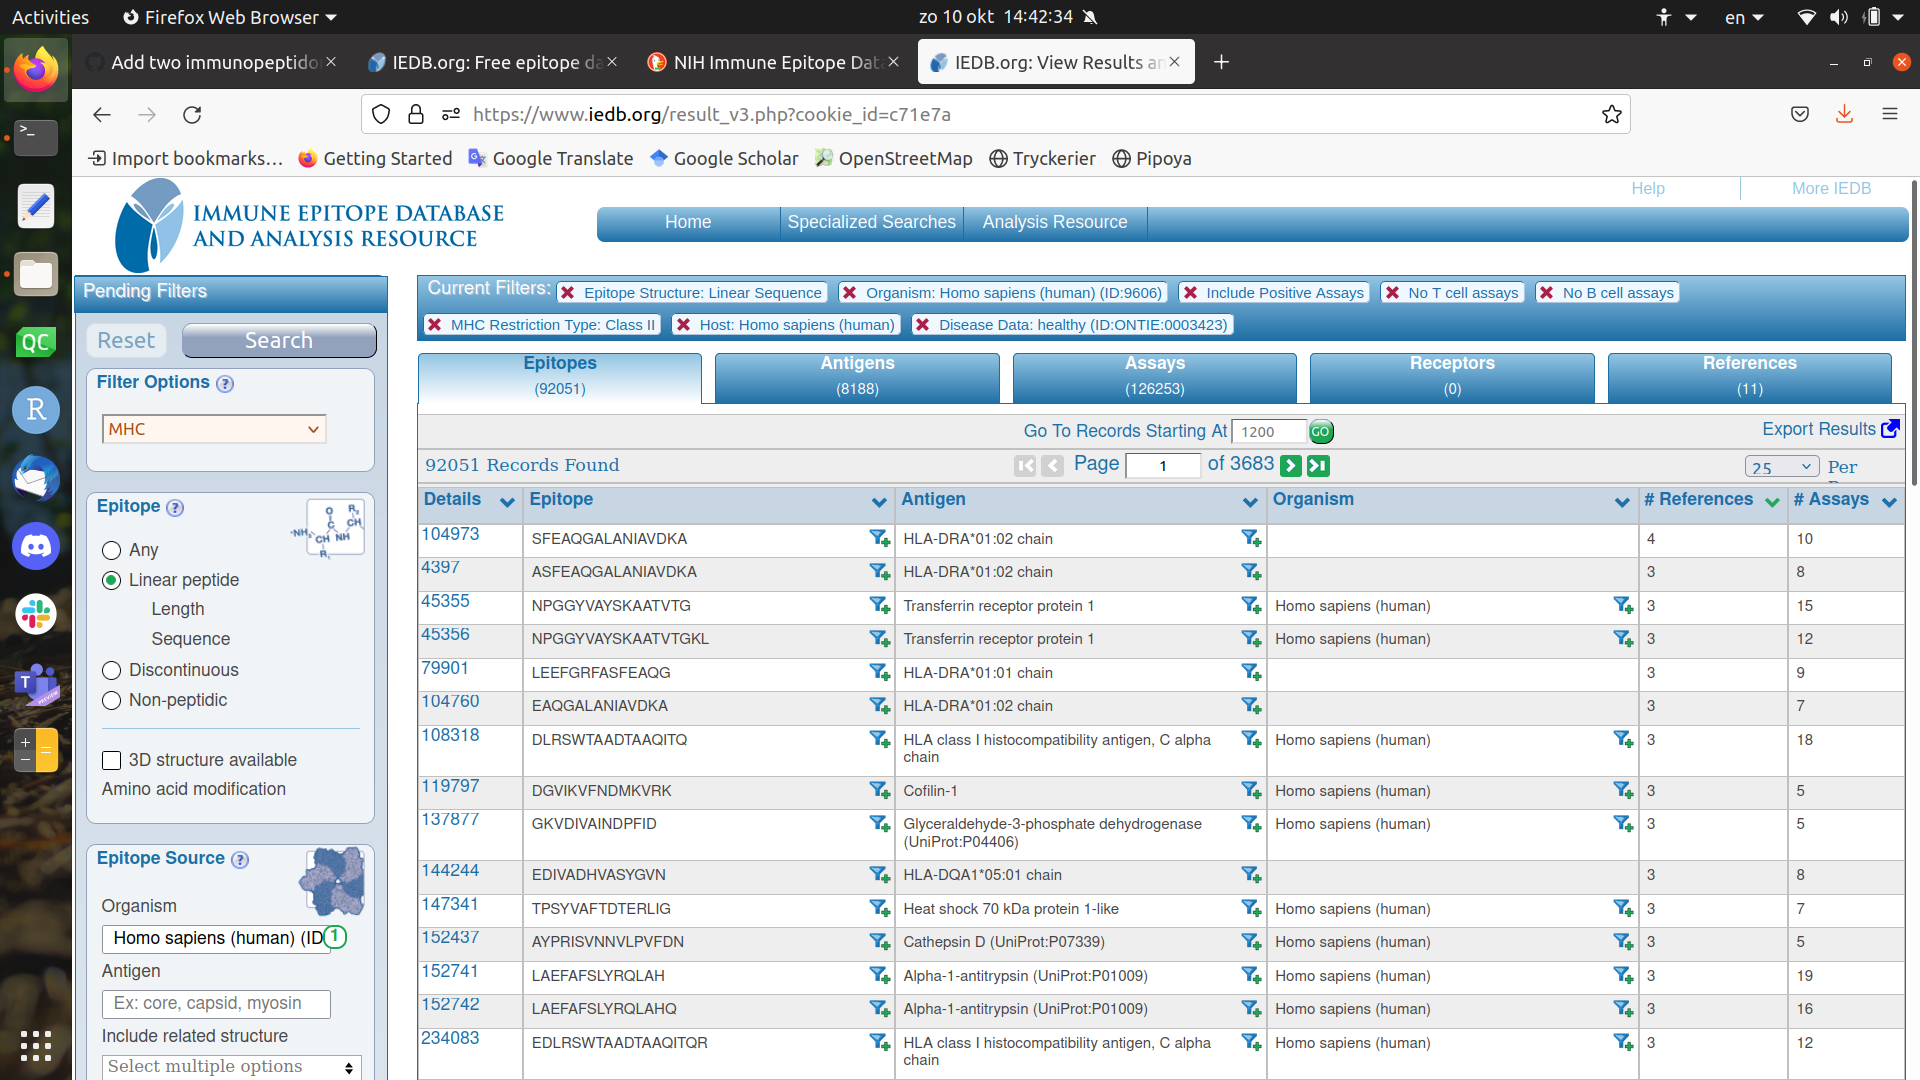 Activities Firefox Web Browser zo 10 okt 14:42:34 en
Add two immunopeptido IEDB.org: Free epitope da NIH Immune Epitope Data IEDB.org: View Results an
https://www.iedb.org/result_v3.php?cookie_id=c71e7a
Import bookmarks… Getting Started Google Translate Google Scholar OpenStreetMap Tryckerier Pipoya
Help More IEDB
IMMUNE EPITOPE DATABASE
AND ANALYSIS RESOURCE
Home Specialized Searches Analysis Resource
Pending Filters
Reset Search
Filter Options ?
MHC
Epitope ?
Any
Linear peptide
Length
Sequence
Discontinuous
Non-peptidic
3D structure available
Amino acid modification
Epitope Source ?
Organism
Homo sapiens (human) (ID 1
Antigen
Ex: core, capsid, myosin
Include related structure
Select multiple options
Current Filters: Epitope Structure: Linear Sequence Organism: Homo sapiens (human) (ID:9606) Include Positive Assays No T cell assays No B cell assays
MHC Restriction Type: Class II Host: Homo sapiens (human) Disease Data: healthy (ID:ONTIE:0003423)
Epitopes Antigens Assays Receptors References
(92051) (8188) (126253) (0) (11)
Go To Records Starting At 1200 GO Export Results
92051 Records Found Page 1 of 3683 25 Per
Details Epitope Antigen Organism # References # Assays
104973 SFEAQGALANIAVDKA HLA-DRA*01:02 chain 4 10
4397 ASFEAQGALANIAVDKA HLA-DRA*01:02 chain 3 8
45355 NPGGYVAYSKAATVTG Transferrin receptor protein 1 Homo sapiens (human) 3 15
45356 NPGGYVAYSKAATVTGKL Transferrin receptor protein 1 Homo sapiens (human) 3 12
79901 LEEFGRFASFEAQG HLA-DRA*01:01 chain 3 9
104760 EAQGALANIAVDKA HLA-DRA*01:02 chain 3 7
108318 DLRSWTAADTAAQITQ HLA class I histocompatibility antigen, C alpha chain Homo sapiens (human) 3 18
119797 DGVIKVFNDMKVRK Cofilin-1 Homo sapiens (human) 3 5
137877 GKVDIVAINDPFID Glyceraldehyde-3-phosphate dehydrogenase (UniProt:P04406) Homo sapiens (human) 3 5
144244 EDIVADHVASYGVN HLA-DQA1*05:01 chain 3 8
147341 TPSYVAFTDTERLIG Heat shock 70 kDa protein 1-like Homo sapiens (human) 3 7
152437 AYPRISVNNVLPVFDN Cathepsin D (UniProt:P07339) Homo sapiens (human) 3 5
152741 LAEFAFSLYRQLAH Alpha-1-antitrypsin (UniProt:P01009) Homo sapiens (human) 3 19
152742 LAEFAFSLYRQLAHQ Alpha-1-antitrypsin (UniProt:P01009) Homo sapiens (human) 3 16
234083 EDLRSWTAADTAAQITQR HLA class I histocompatibility antigen, C alpha chain Homo sapiens (human) 3 12
QC
R
T
PREVIEW